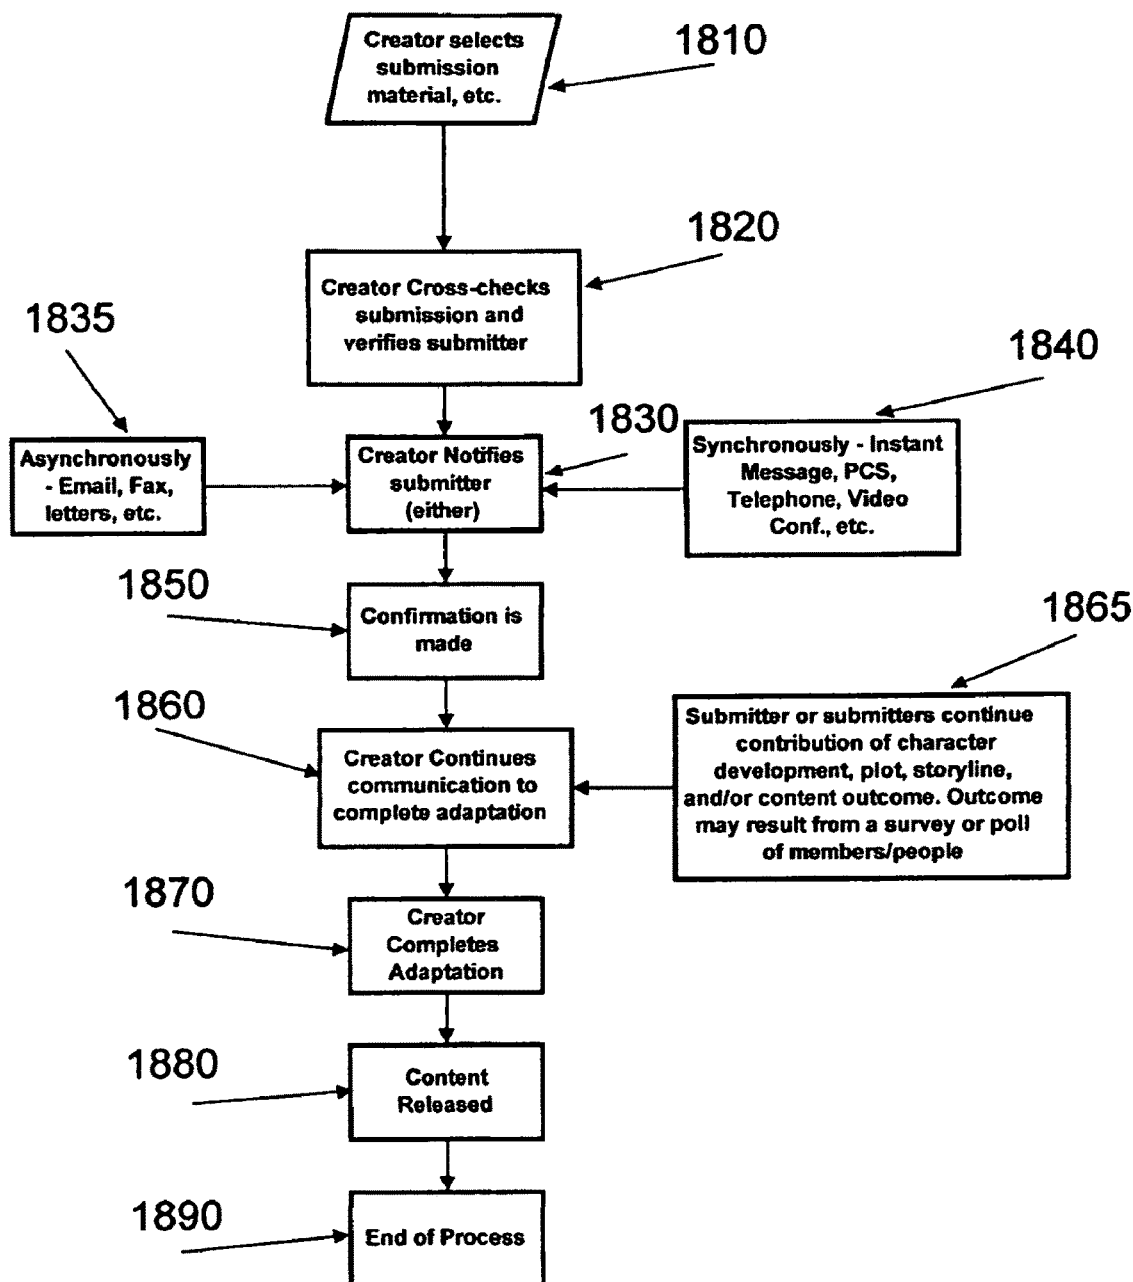 Creator selects
submission
material, etc.
1810
1820
Creator Cross-checks
submission and
verifies submitter
1835
1840
1830
Asynchronously
- Email, Fax,
letters, etc.
Creator Notifies
submitter
(either)
Synchronously - Instant
Message, PCS,
Telephone, Video
Conf., etc.
1850
Confirmation is
made
1865
1860
Creator Continues
communication to
complete adaptation
Submitter or submitters continue
contribution of character
development, plot, storyline,
and/or content outcome. Outcome
may result from a survey or poll
of members/people
1870
Creator
Completes
Adaptation
1880
Content
Released
1890
End of Process